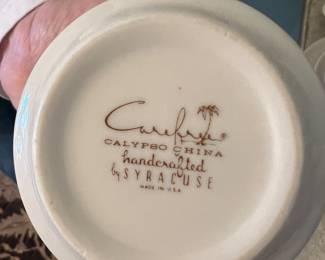 Carefree®
CALYPSO CHINA
handcrafted
by SYRACUSE
MADE IN U.S.A.